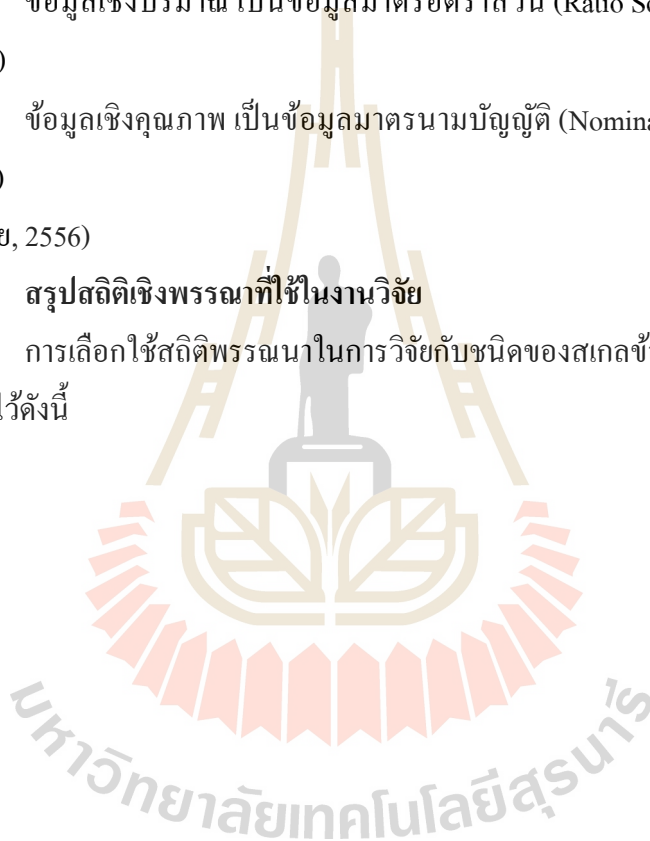 ข้อมูลเชิงปริมาณ เป็นข้อมูลมาตรอัตราส่วน (Ratio
)
ข้อมูลเชิงคุณภาพ เป็นข้อมูลมาตรนามบัญญัติ (Nomina
)
ย, 2556)
สรุปสถิติเชิงพรรณาที่ใช้ในงานวิจัย
การเลือกใช้สถิติพรรณนาในการวิจัยกับชนิดของสเกลข้
ไว้ดังนี้
มหาวิทยาลัยเทคโนโลยีสุรนารี